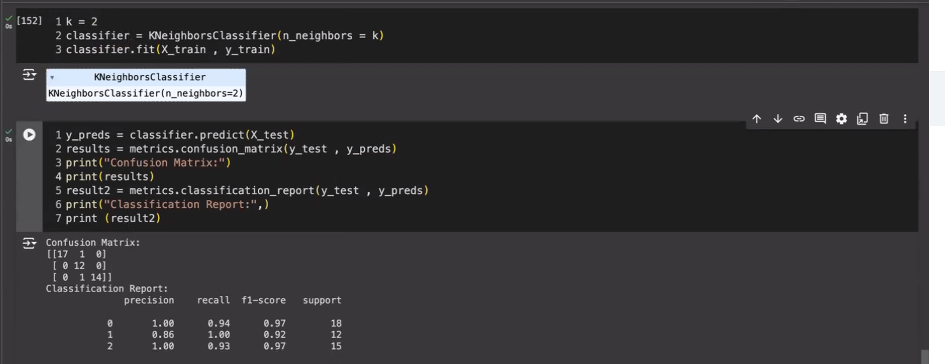 [152]
1 k = 2
2 classifier = KNeighborsClassifier(n_neighbors = k)
3 classifier.fit(X_train , y_train)
0s
KNeighborsClassifier
KNeighborsClassifier(n_neighbors=2)
0s
1 y_preds = classifier.predict(X_test)
2 results = metrics.confusion_matrix(y_test , y_preds)
3 print("Confusion Matrix:")
4 print(results)
5 result2 = metrics.classification_report(y_test , y_preds)
6 print("Classification Report:",)
7 print (result2)
Confusion Matrix:
[[17  1  0]
 [ 0 12  0]
 [ 0  1 14]]
Classification Report:
precision recall f1-score support
0 1.00 0.94 0.97 18
1 0.86 1.00 0.92 12
2 1.00 0.93 0.97 15